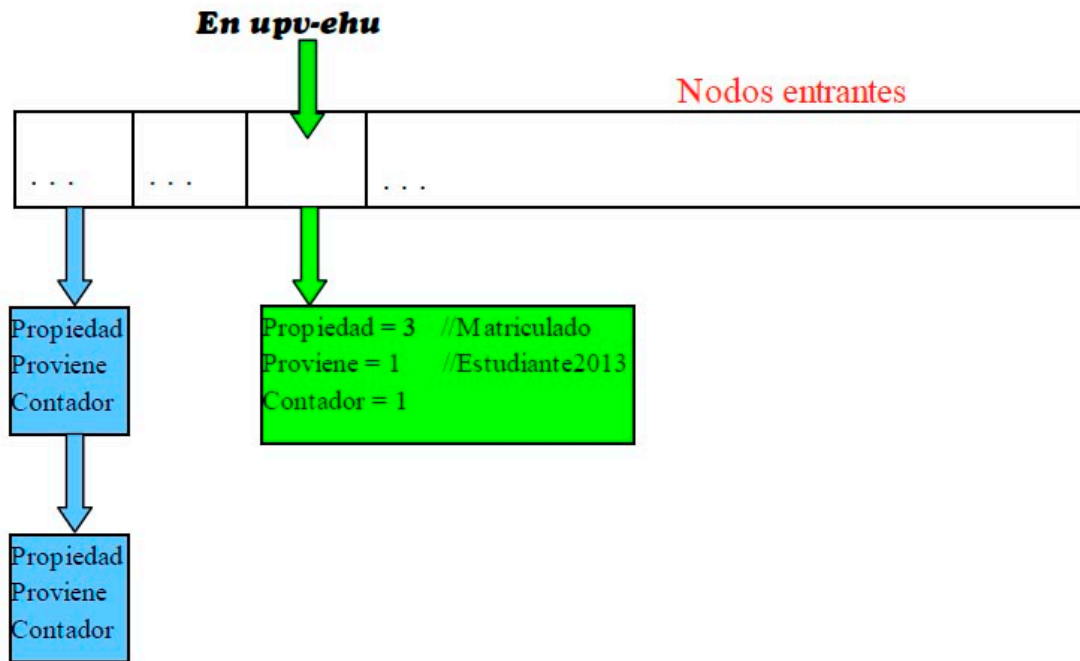 En upv-ehu
Nodos entrantes
. . . . . . . . .
Propiedad
Proviene
Contador
Propiedad = 3 //Matriculado
Proviene = 1 //Estudiante2013
Contador = 1
Propiedad
Proviene
Contador